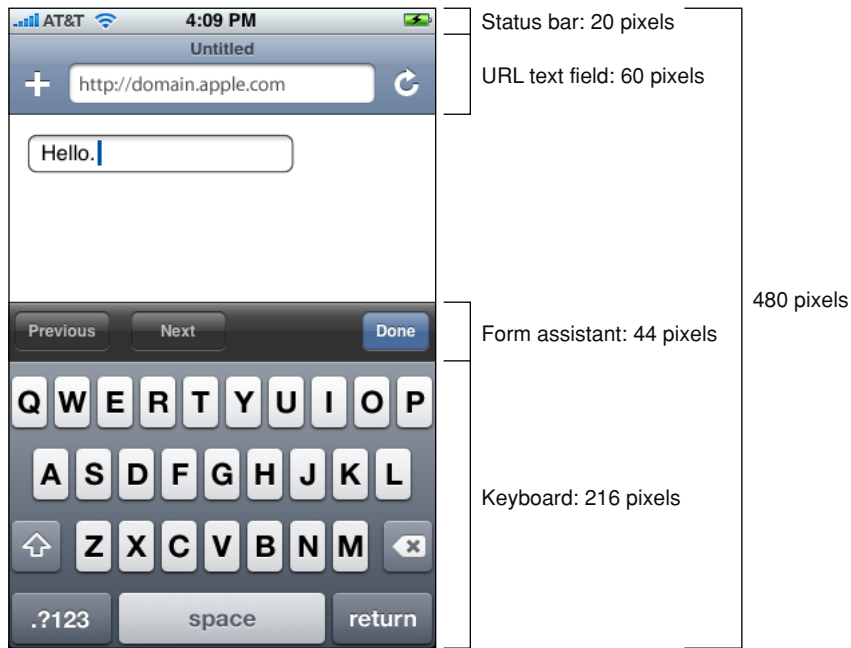 AT&T 4:09 PM
Untitled
http://domain.apple.com
Hello.
Previous Next Done
Q W E R T Y U I O P
A S D F G H J K L
Z X C V B N M
.?123 space return
Status bar: 20 pixels
URL text field: 60 pixels
480 pixels
Form assistant: 44 pixels
Keyboard: 216 pixels